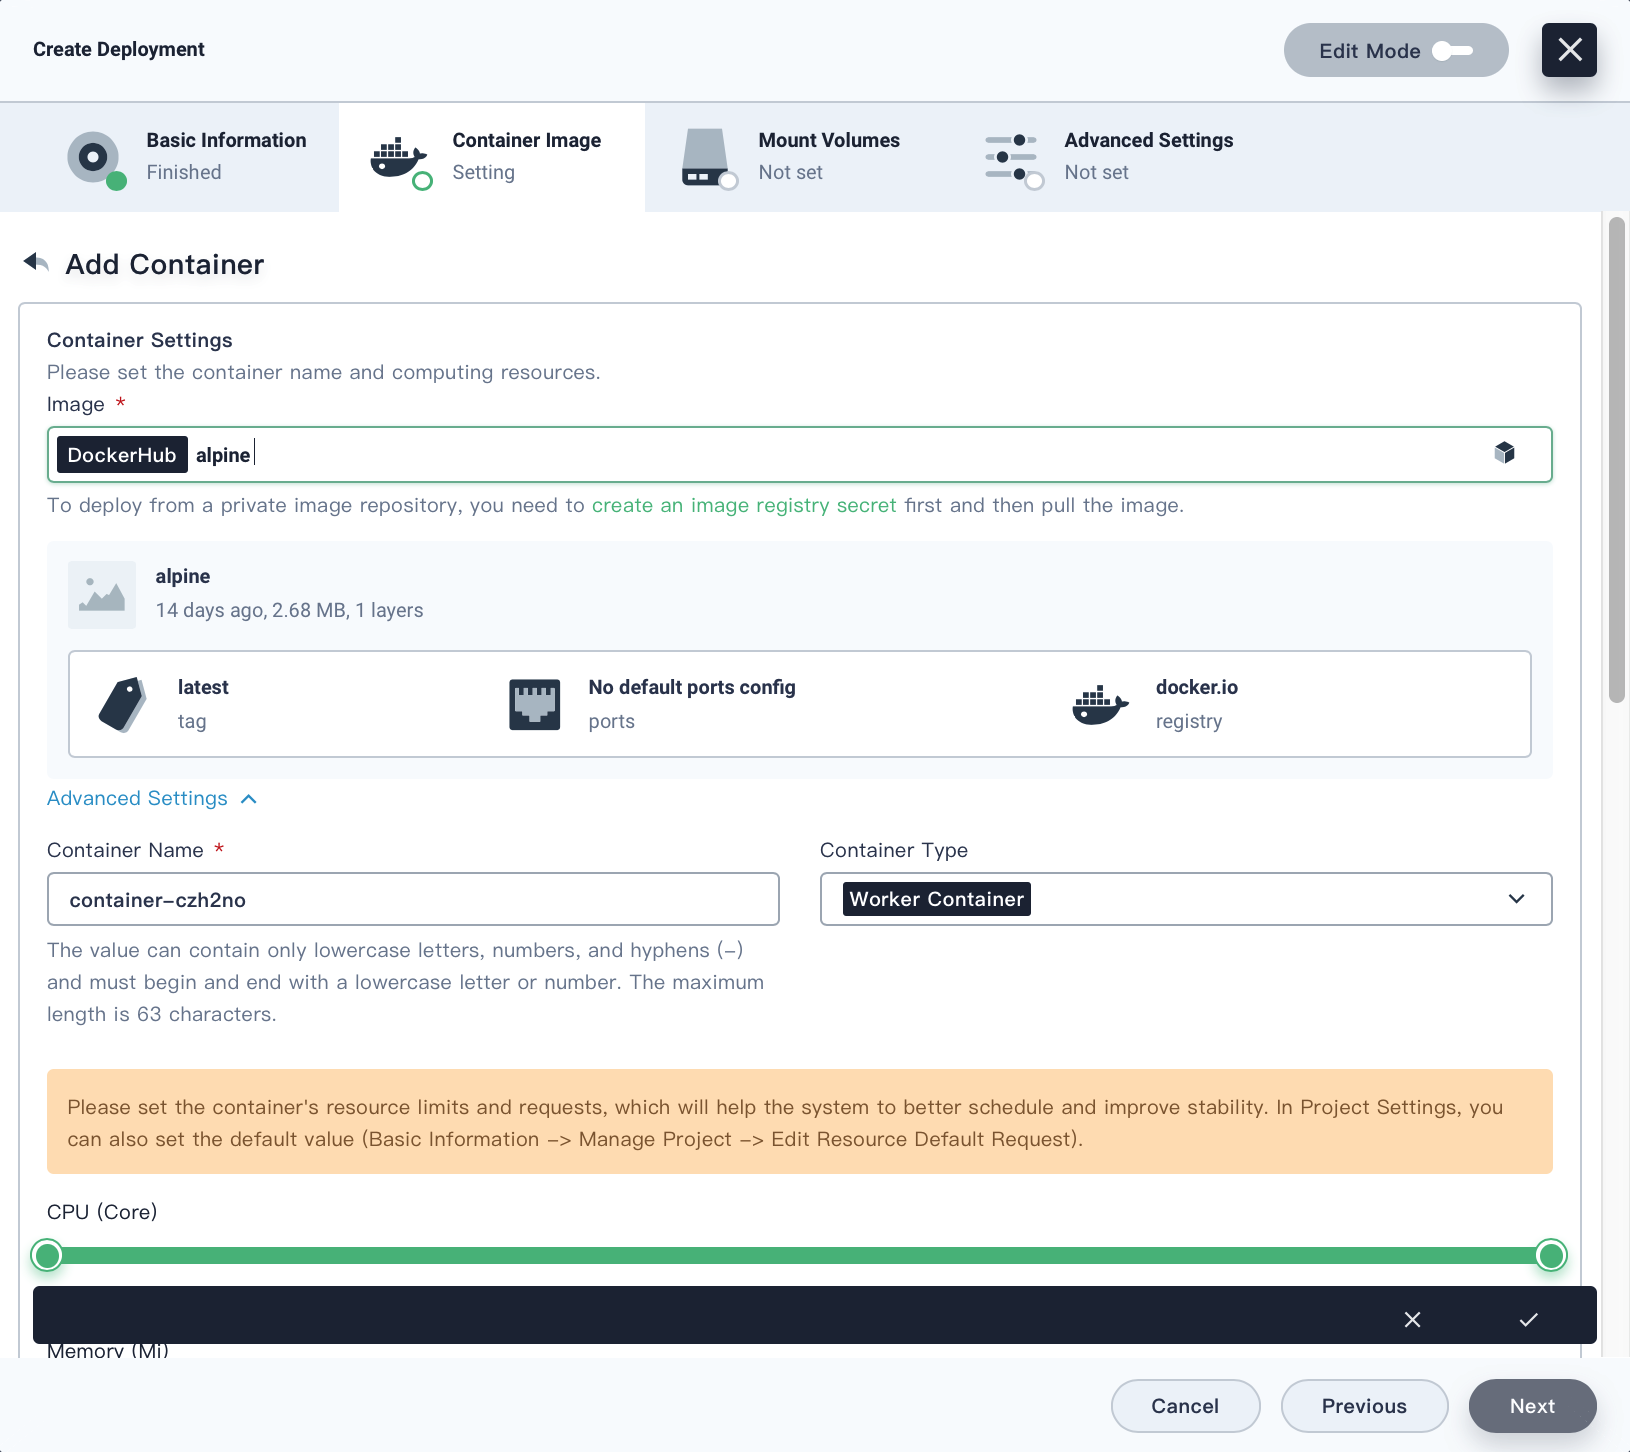 Create Deployment
Edit Mode
Basic Information
Finished
Container Image
Setting
Mount Volumes
Not set
Advanced Settings
Not set
Add Container
Container Settings
Please set the container name and computing resources.
Image *
DockerHub alpine
To deploy from a private image repository, you need to create an image registry secret first and then pull the image.
alpine
14 days ago, 2.68 MB, 1 layers
latest
tag
No default ports config
ports
docker.io
registry
Advanced Settings
Container Name *
container-czh2no
The value can contain only lowercase letters, numbers, and hyphens (-)
and must begin and end with a lowercase letter or number. The maximum
length is 63 characters.
Container Type
Worker Container
Please set the container's resource limits and requests, which will help the system to better schedule and improve stability. In Project Settings, you
can also set the default value (Basic Information -> Manage Project -> Edit Resource Default Request).
CPU (Core)
Memory (Mi)
Cancel
Previous
Next